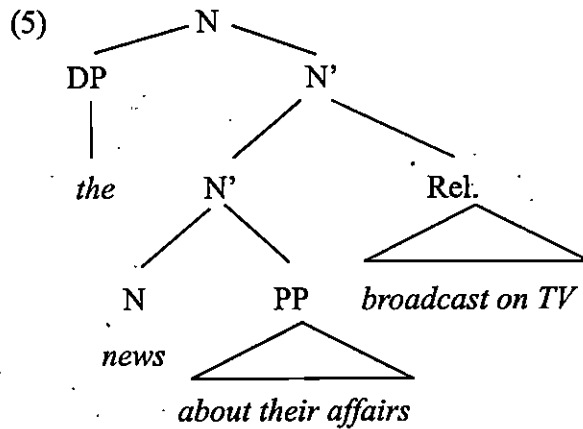 (5) N
DP N'
the N' Rel.
N PP broadcast on TV
news
about their affairs